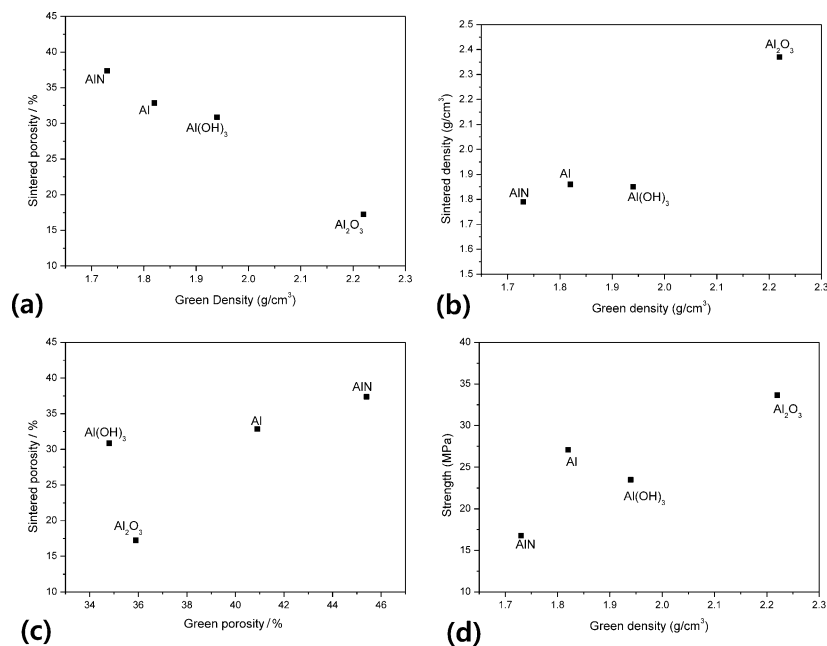 45
40
35
30
25
20
15
10
Sintered porosity / %
AlN
Al
Al(OH)₃
Al₂O₃
1.7 1.8 1.9 2.0 2.1 2.2 2.3
Green Density (g/cm³)
(a)
2.5
2.4
2.3
2.2
2.1
2.0
1.9
1.8
1.7
1.6
1.5
Sintered density (g/cm³)
Al₂O₃
Al
AlN
Al(OH)₃
1.7 1.8 1.9 2.0 2.1 2.2 2.3
Green density (g/cm³)
(b)
45
40
35
30
25
20
15
10
Sintered porosity / %
AlN
Al
Al(OH)₃
Al₂O₃
34 36 38 40 42 44 46
Green porosity / %
(c)
40
35
30
25
20
15
10
Strength (MPa)
Al₂O₃
Al
Al(OH)₃
AlN
1.7 1.8 1.9 2.0 2.1 2.2 2.3
Green density (g/cm³)
(d)